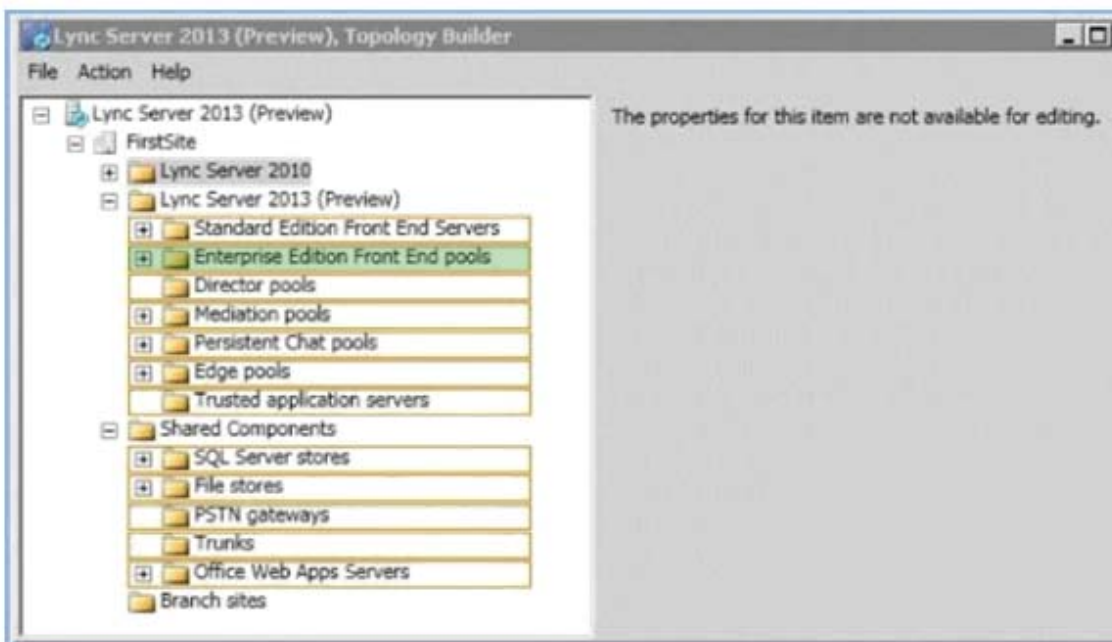 Lync Server 2013 (Preview), Topology Builder
File Action Help
Lync Server 2013 (Preview)
The properties for this item are not available for editing.
FirstSite
Lync Server 2010
Lync Server 2013 (Preview)
Standard Edition Front End Servers
Enterprise Edition Front End pools
Director pools
Mediation pools
Persistent Chat pools
Edge pools
Trusted application servers
Shared Components
SQL Server stores
File stores
PSTN gateways
Trunks
Office Web Apps Servers
Branch sites